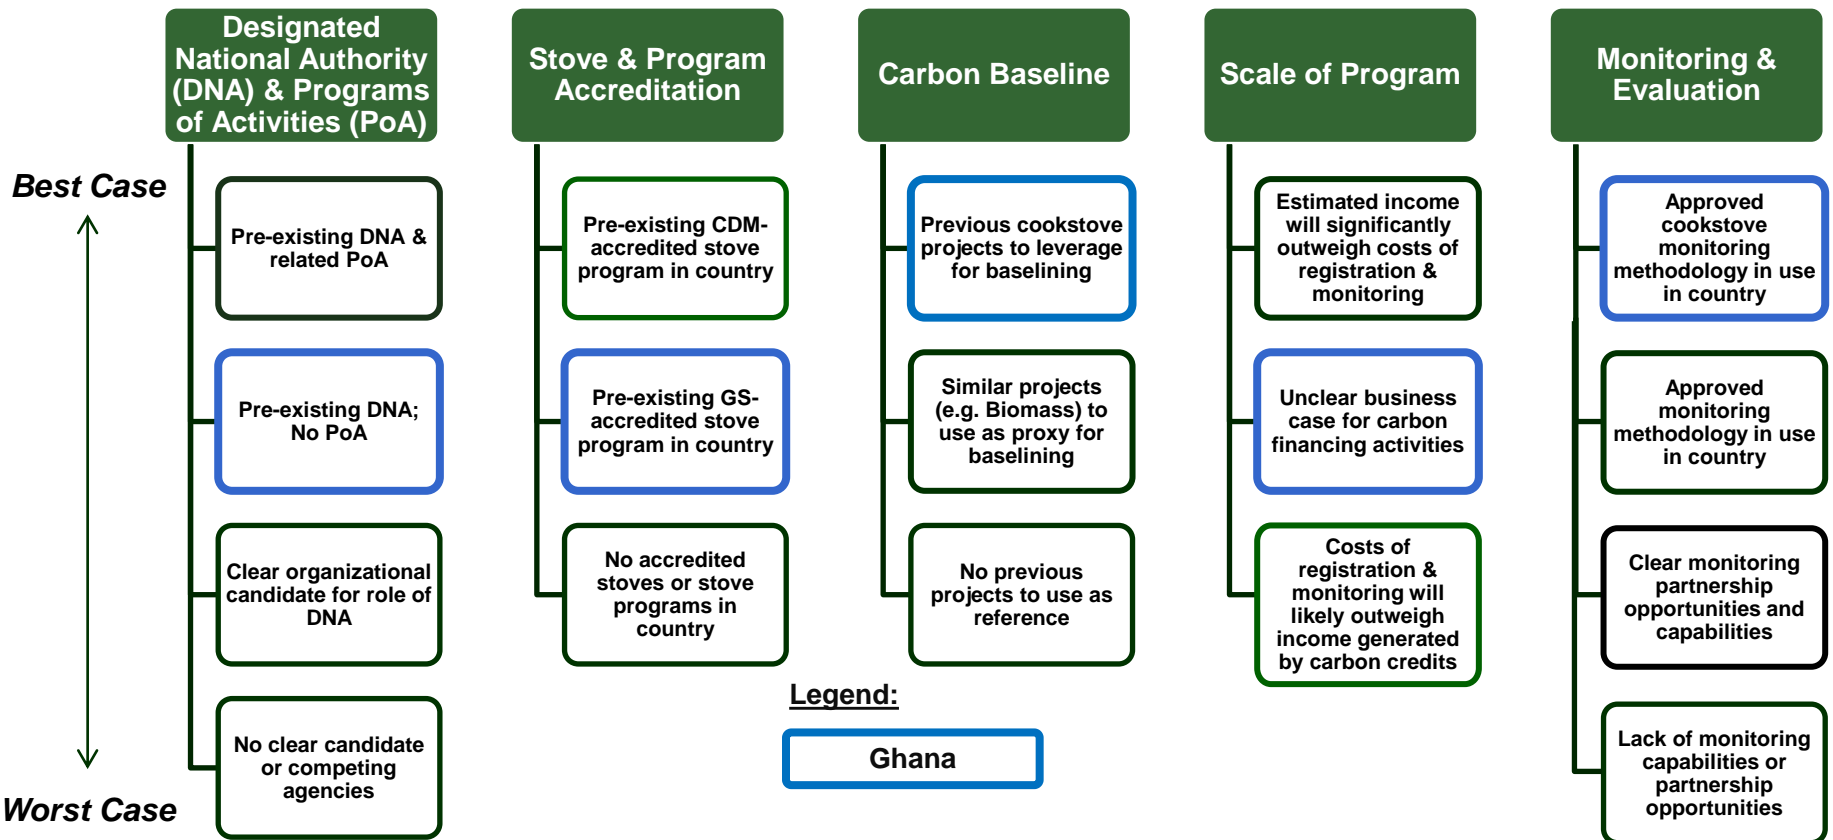 Designated
National Authority
(DNA) & Programs
of Activities (PoA)
Stove & Program
Accreditation
Carbon Baseline
Scale of Program
Monitoring &
Evaluation
Best Case
Worst Case
Pre-existing DNA &
related PoA
Pre-existing DNA;
No PoA
Clear organizational
candidate for role of
DNA
No clear candidate
or competing
agencies
Pre-existing CDM-
accredited stove
program in country
Pre-existing GS-
accredited stove
program in country
No accredited
stoves or stove
programs in
country
Previous cookstove
projects to leverage
for baselining
Similar projects
(e.g. Biomass) to
use as proxy for
baselining
No previous
projects to use as
reference
Estimated income
will significantly
outweigh costs of
registration &
monitoring
Unclear business
case for carbon
financing activities
Costs of
registration &
monitoring will
likely outweigh
income generated
by carbon credits
Approved
cookstove
monitoring
methodology in use
in country
Approved
monitoring
methodology in use
in country
Clear monitoring
partnership
opportunities and
capabilities
Lack of monitoring
capabilities or
partnership
opportunities
Legend:
Ghana